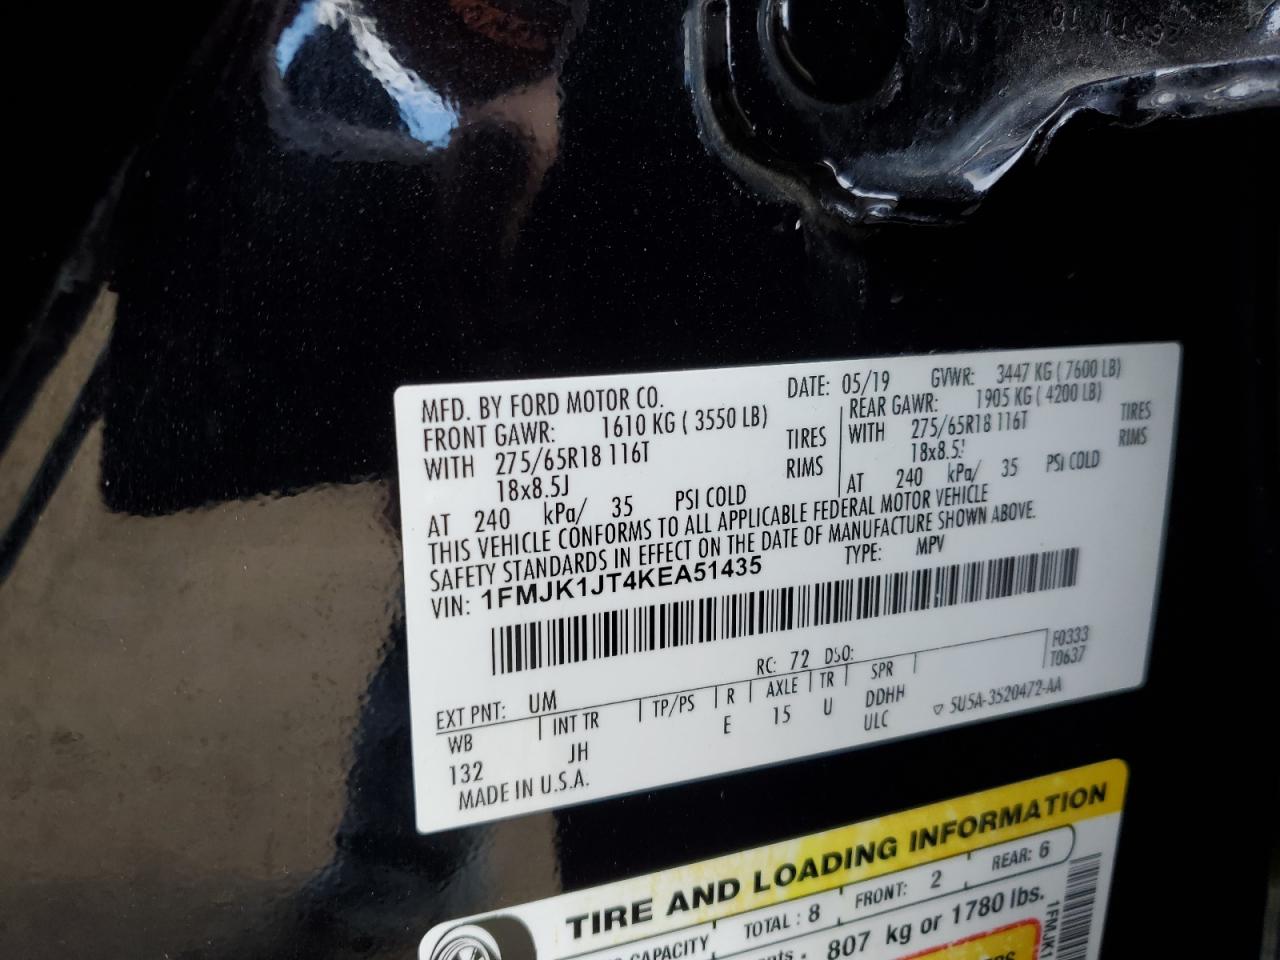 MFD. BY FORD MOTOR CO.
DATE: 05/19 GVWR: 3447 KG ( 7600 LB)
FRONT GAWR: 1610 KG ( 3550 LB)
REAR GAWR: 1905 KG ( 4200 LB)
WITH 275/65R18 116T TIRES
WITH 275/65R18 116T TIRES
18x8.5J RIMS
18x8.5 RIMS
AT 240 kPa/ 35 PSI COLD
AT 240 kPa/ 35 PSI COLD
THIS VEHICLE CONFORMS TO ALL APPLICABLE FEDERAL MOTOR VEHICLE
SAFETY STANDARDS IN EFFECT ON THE DATE OF MANUFACTURE SHOWN ABOVE.
VIN: 1FMJK1JT4KEA51435
TYPE: MPV
F0333
T0637
EXT PNT: UM RC: 72 DSO:
WB INT TR TP/PS R AXLE TR SPR
132 JH E 15 U DDHH
ULC
▽ 5U5A-3520472-AA
MADE IN U.S.A.
TIRE AND LOADING INFORMATION
CAPACITY TOTAL : 8 FRONT: 2 REAR: 6
807 kg or 1780 lbs.
1FMJK1